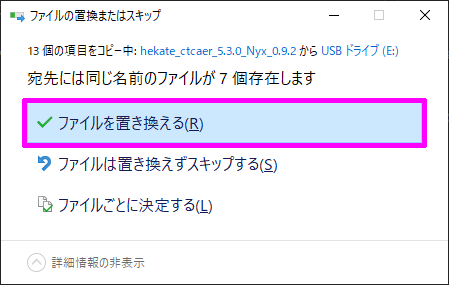 ファイルの置換またはスキップ
13 個の項目をコピー中: hekate_ctcaer_5.3.0_Nyx_0.9.2 から USB ドライブ (E:)
宛先には同じ名前のファイルが 7 個存在します
ファイルを置き換える(R)
ファイルは置き換えずスキップする(S)
ファイルごとに決定する(L)
詳細情報の非表示